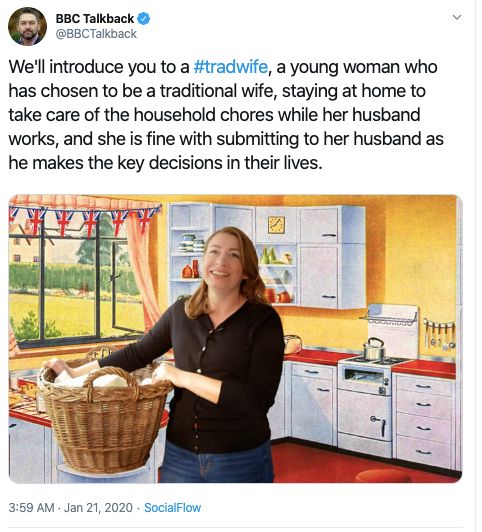 BBC Talkback
@BBCTalkback
We'll introduce you to a #tradwife, a young woman who
has chosen to be a traditional wife, staying at home to
take care of the household chores while her husband
works, and she is fine with submitting to her husband as
he makes the key decisions in their lives.
3:59 AM · Jan 21, 2020 · SocialFlow